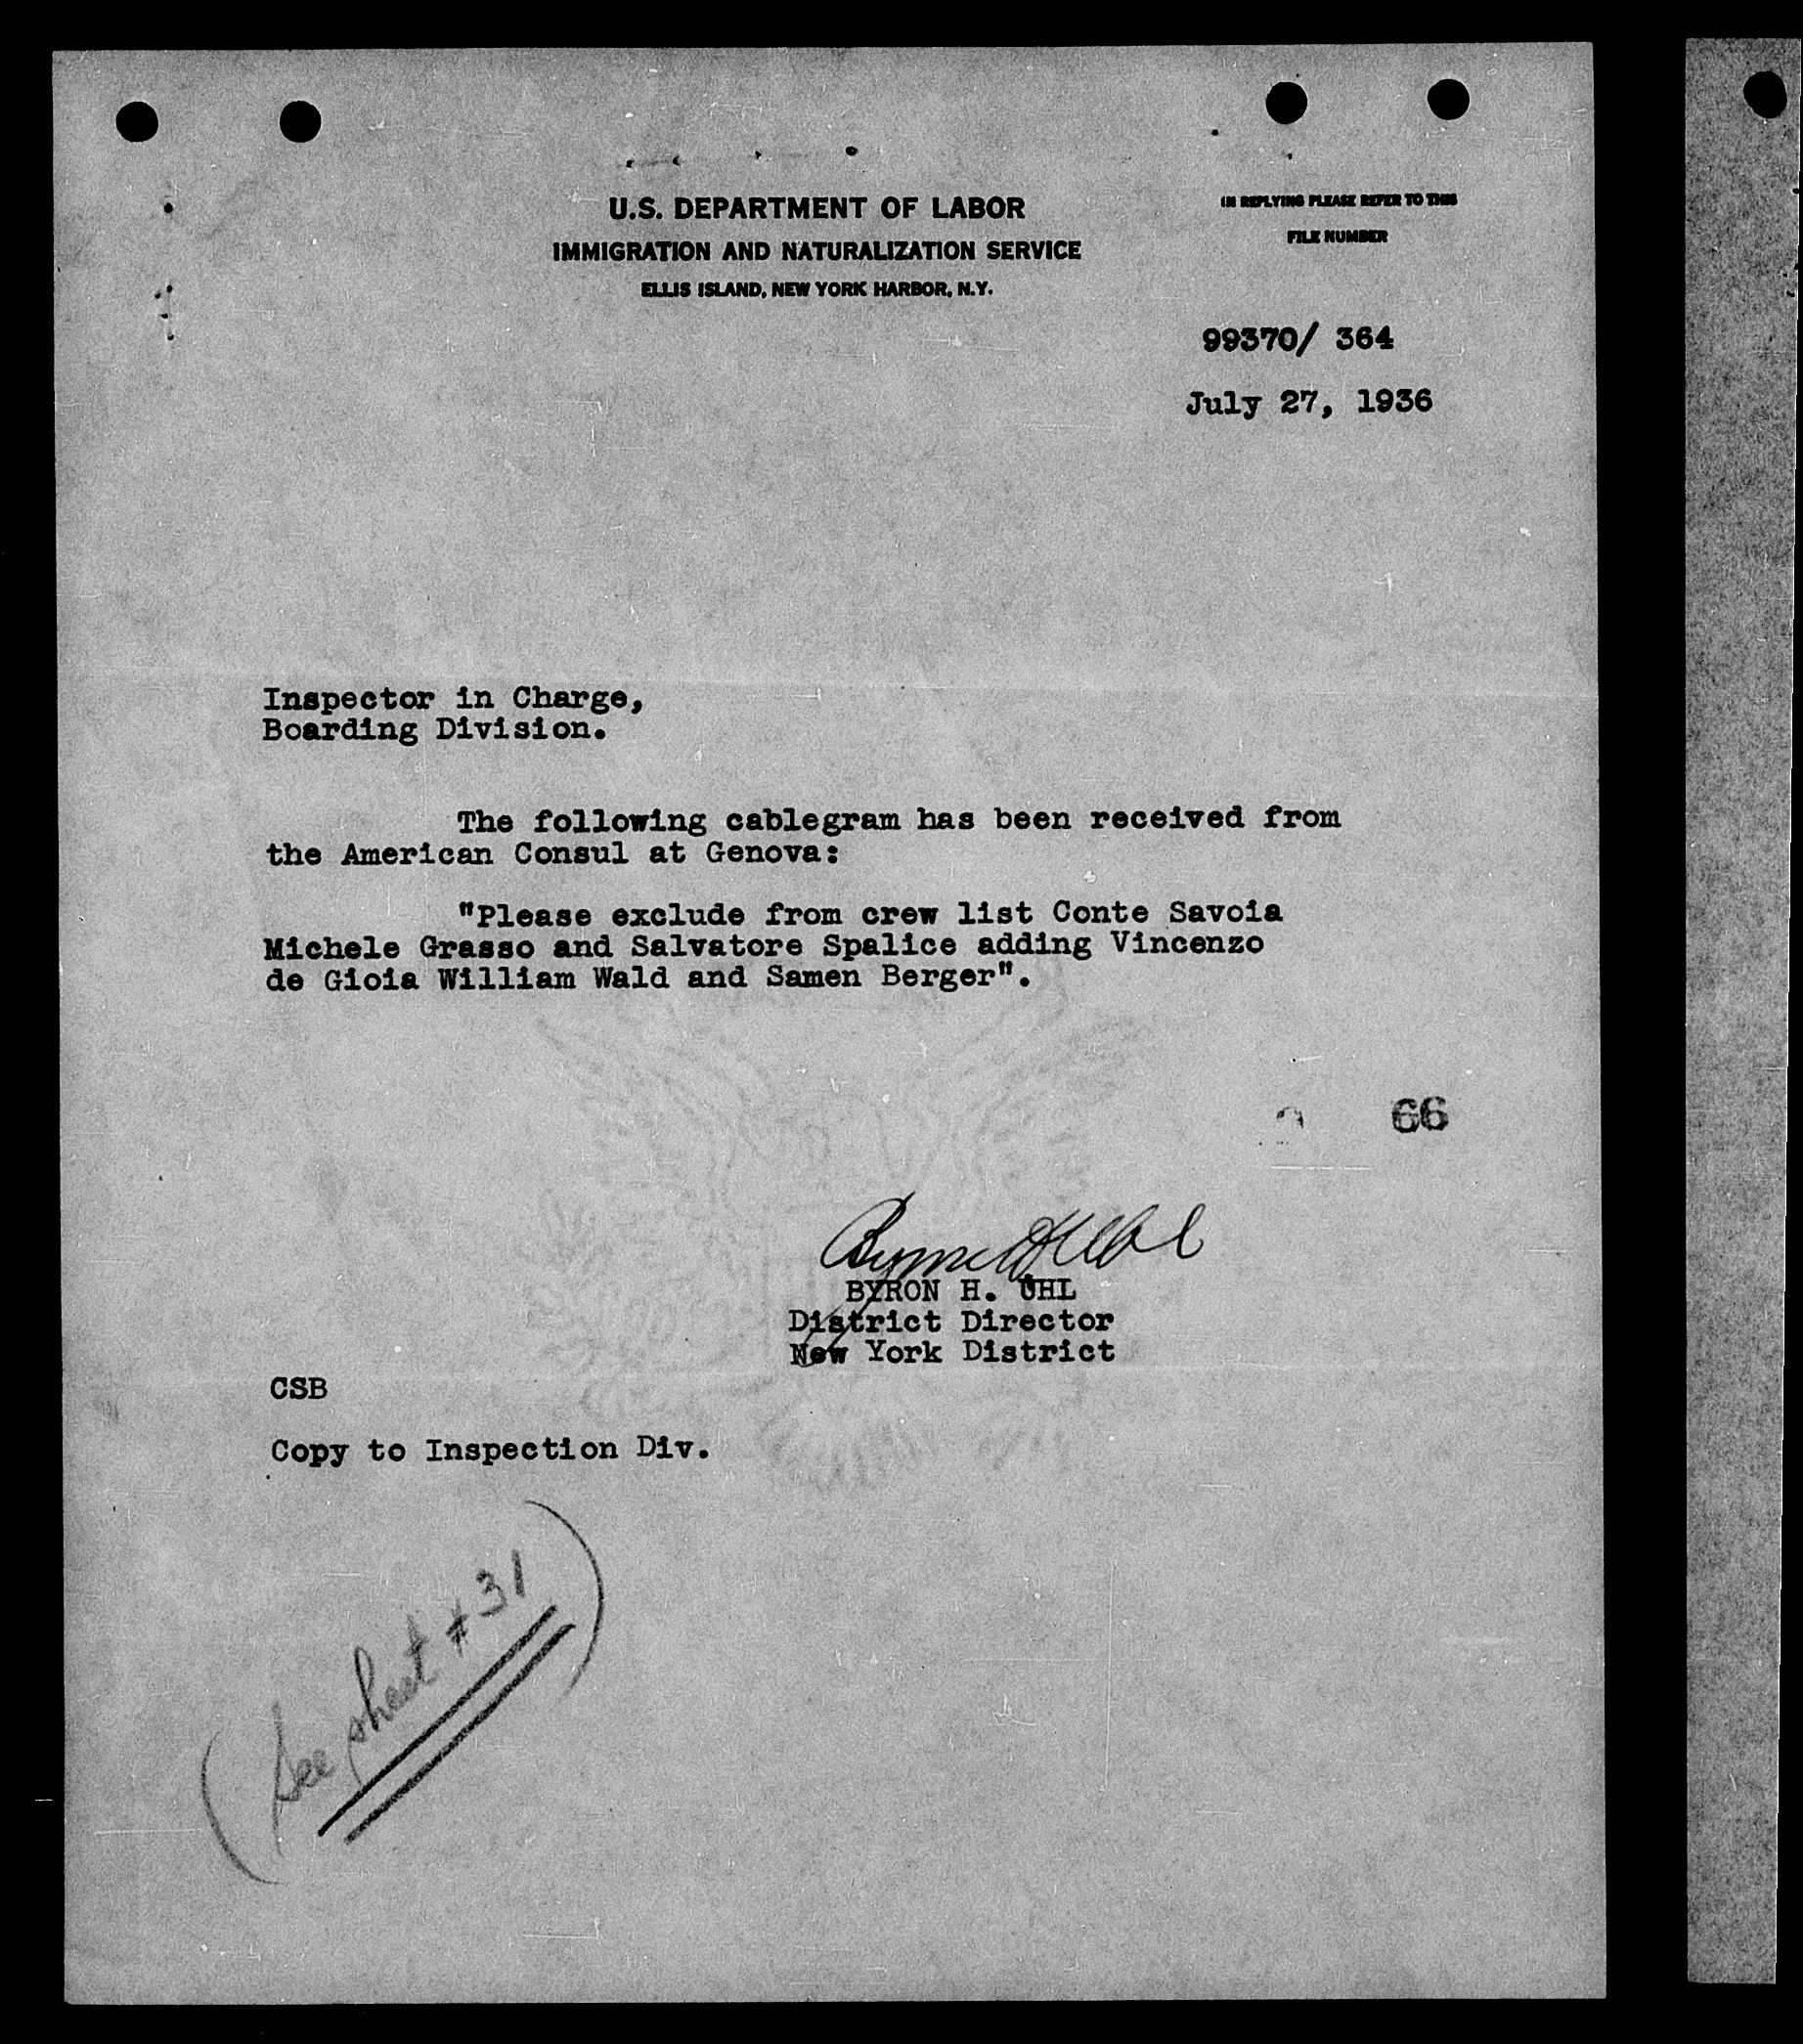 U.S. DEPARTMENT OF LABOR
IMMIGRATION AND NATURALIZATION SERVICE
ELLIS ISLAND, NEW YORK HARBOR, N.Y.
IN REPLYING PLEASE REFER TO THIS
FILE NUMBER
99370/ 364
July 27, 1936
Inspector in Charge,
Boarding Division.
The following cablegram has been received from
the American Consul at Genova:
"Please exclude from crew list Conte Savoia
Michele Grasso and Salvatore Spalice adding Vincenzo
de Gioia William Wald and Samen Berger".
66
Byron H Uhl
BYRON H. UHL
District Director
New York District
CSB
Copy to Inspection Div.
(See sheet # 31)